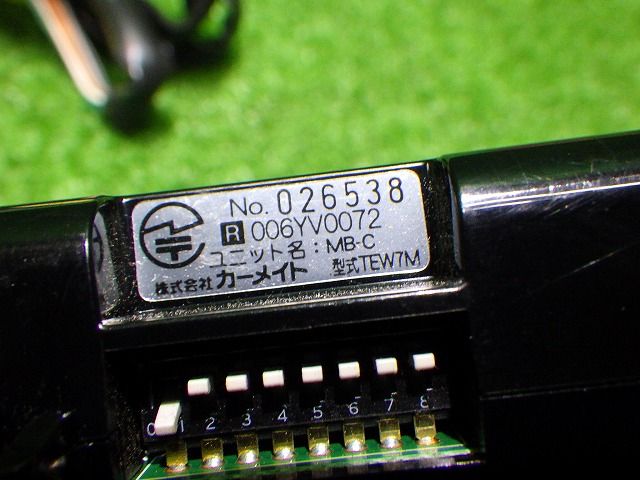 No. 026538
R 006YV0072
ユニット名：MB-C
株式会社 カーメイト 型式TEW7M
1 2 3 4 5 6 7 8